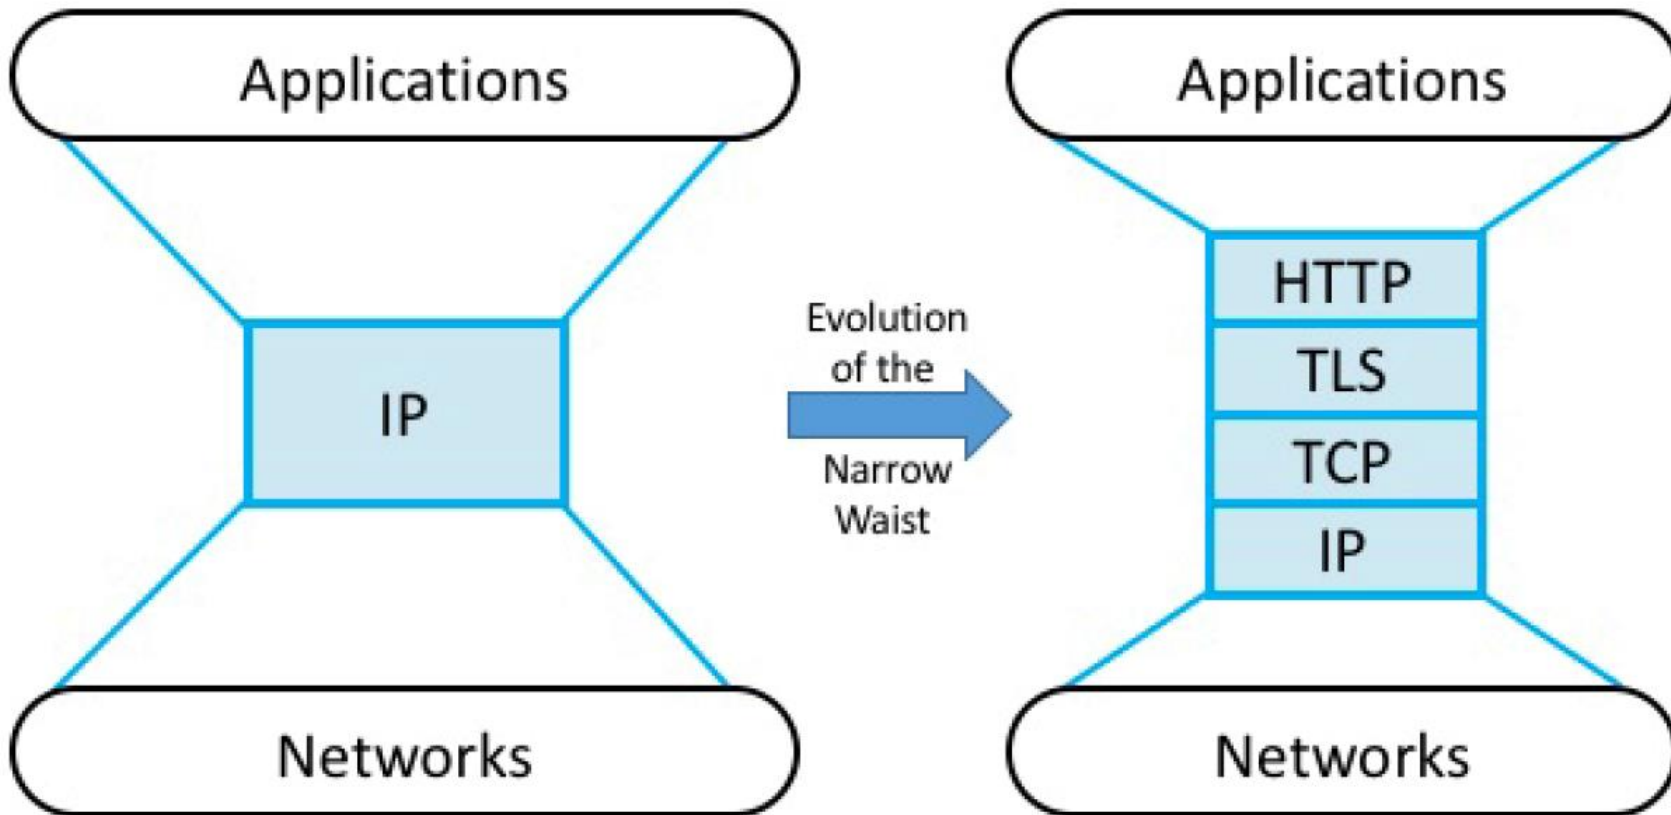 Applications
IP
Networks
Evolution
of the
Narrow
Waist
Applications
HTTP
TLS
TCP
IP
Networks